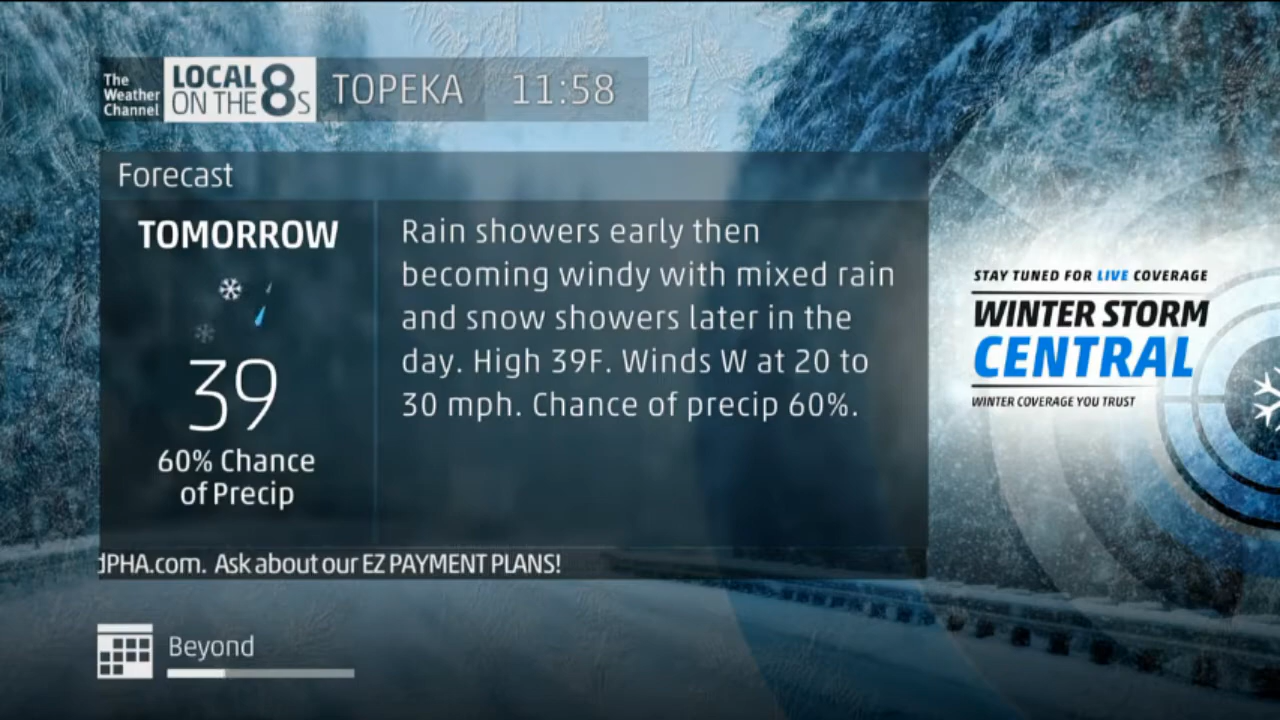 The
Weather
Channel
LOCAL
ON THE 8s
TOPEKA 11:58
Forecast
TOMORROW
39
60% Chance
of Precip
Rain showers early then
becoming windy with mixed rain
and snow showers later in the
day. High 39F. Winds W at 20 to
30 mph. Chance of precip 60%.
STAY TUNED FOR LIVE COVERAGE
WINTER STORM
CENTRAL
WINTER COVERAGE YOU TRUST
dPHA.com. Ask about our EZ PAYMENT PLANS!
Beyond